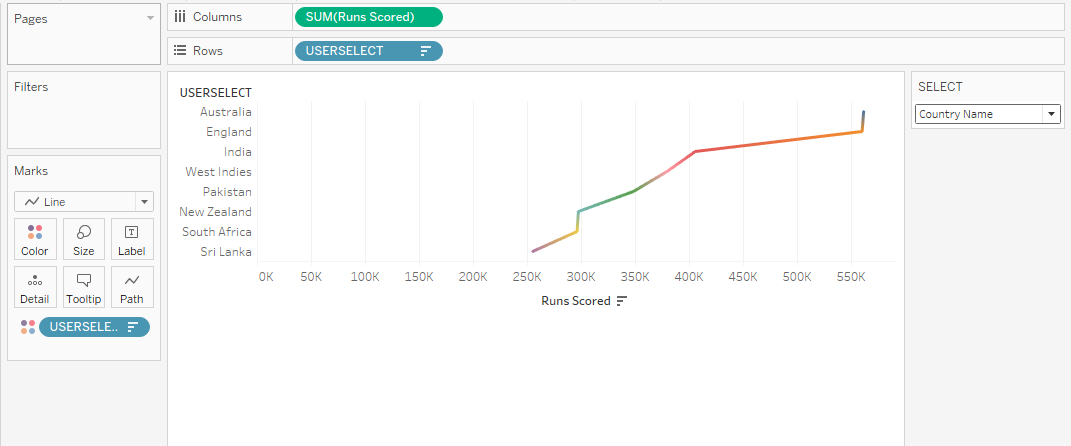 Pages
Columns
SUM(Runs Scored)
Rows
USERSELECT
Filters
Marks
Line
Color
Size
Label
Detail
Tooltip
Path
USERSELE..
USERSELECT
Australia
England
India
West Indies
Pakistan
New Zealand
South Africa
Sri Lanka
0K 50K 100K 150K 200K 250K 300K 350K 400K 450K 500K 550K
Runs Scored
SELECT
Country Name